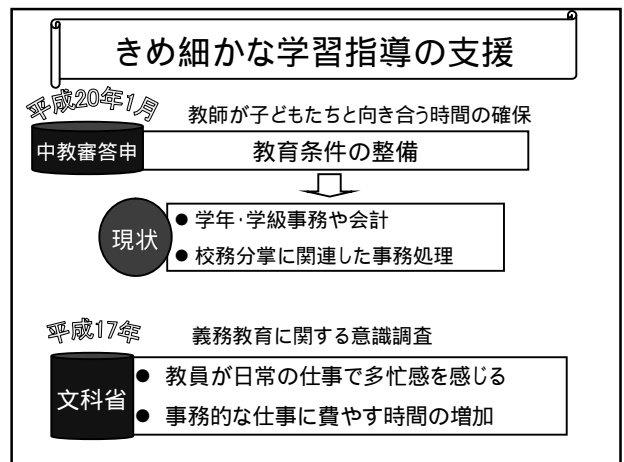 きめ細かな学習指導の支援
平成20年1月
教師が子どもたちと向き合う時間の確保
中教審答申
教育条件の整備
現状
● 学年・学級事務や会計
● 校務分掌に関連した事務処理
平成17年
義務教育に関する意識調査
文科省
● 教員が日常の仕事で多忙感を感じる
● 事務的な仕事に費やす時間の増加